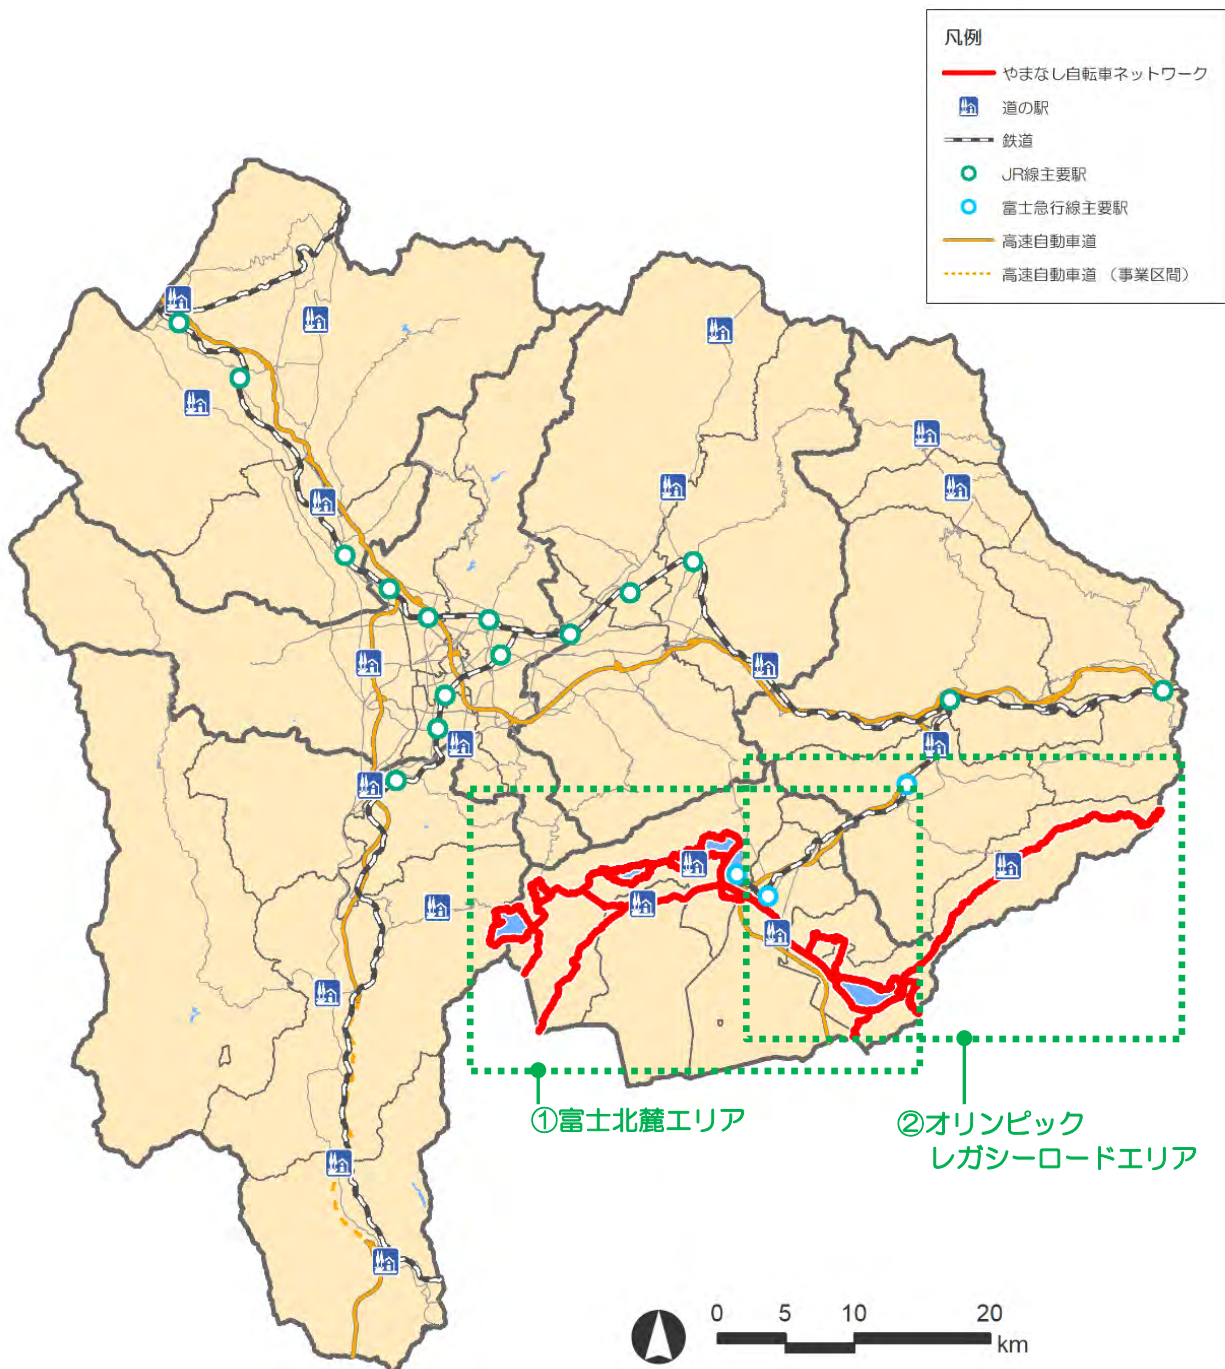 凡例
やまなし自転車ネットワーク
道の駅
鉄道
JR線主要駅
富士急行線主要駅
高速自動車道
高速自動車道 (事業区間)
①富士北麓エリア
②オリンピック
レガシーロードエリア
0 5 10 20
km